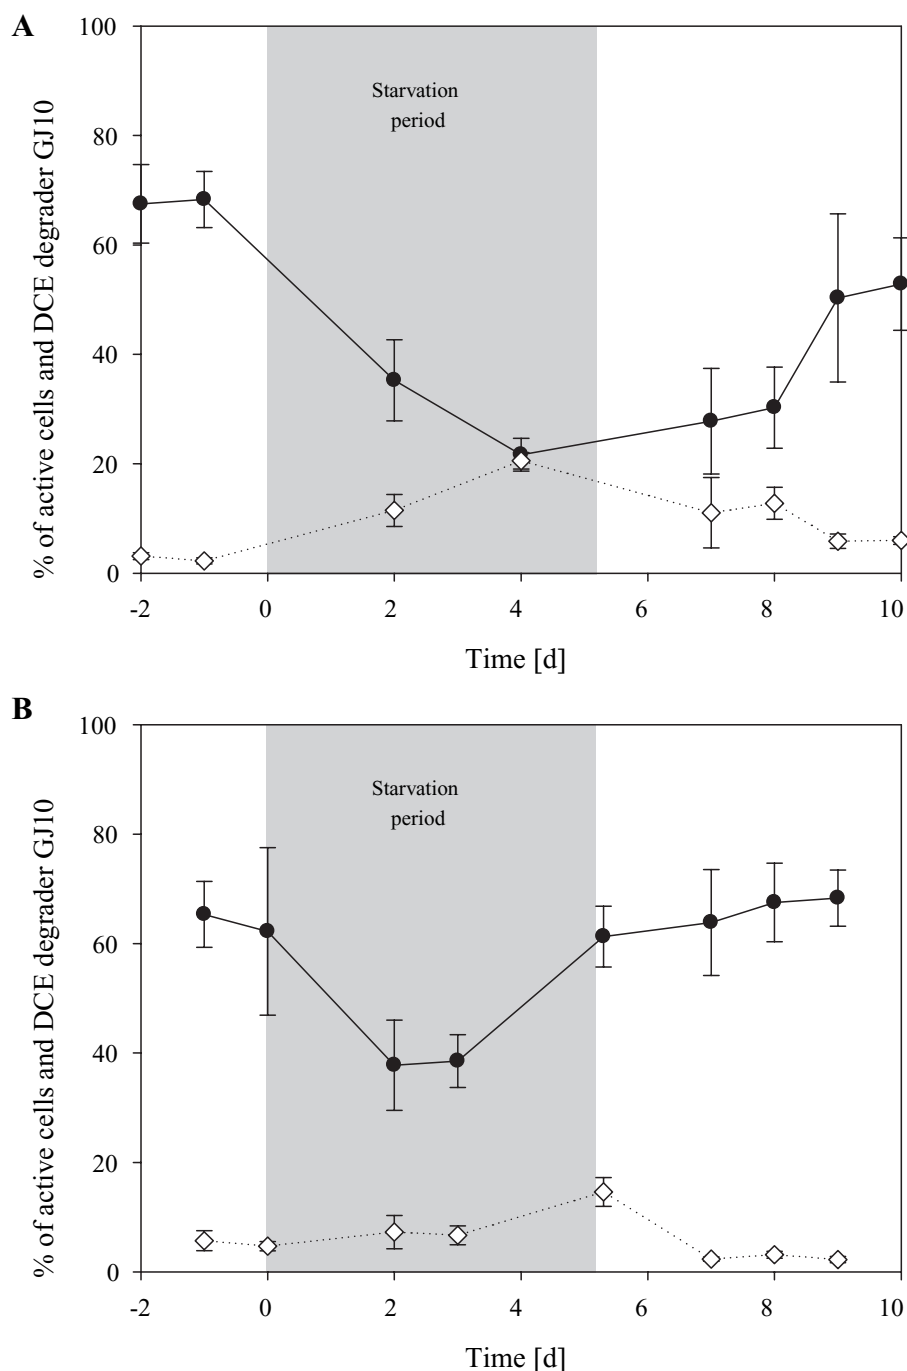 A
% of active cells and DCE degrader GJ10
100
80
60
40
20
0
Starvation
period
-2 0 2 4 6 8 10
Time [d]
B
% of active cells and DCE degrader GJ10
100
80
60
40
20
0
Starvation
period
-2 0 2 4 6 8 10
Time [d]